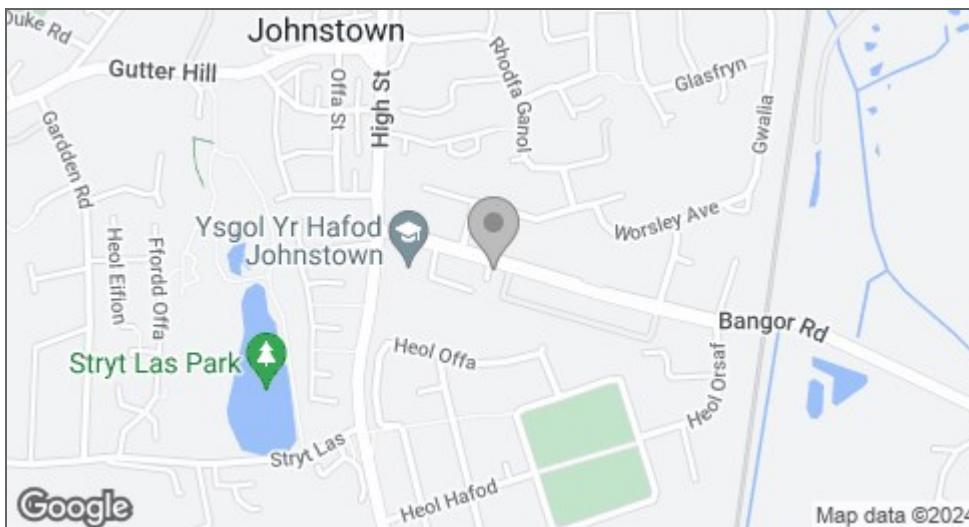 Duke Rd
Johnstown
Gutter Hill
Offa St
High St
Rhodfa Ganol
Glasfryn
Gwalia
Gardden Rd
Heol Eifion
Ffordd Offa
Ysgol Yr Hafod
Johnstown
Worsley Ave
Bangor Rd
Stryt Las Park
Heol Offa
Heol Orsaf
Stryt Las
Heol Hafod
Google
Map data ©2024